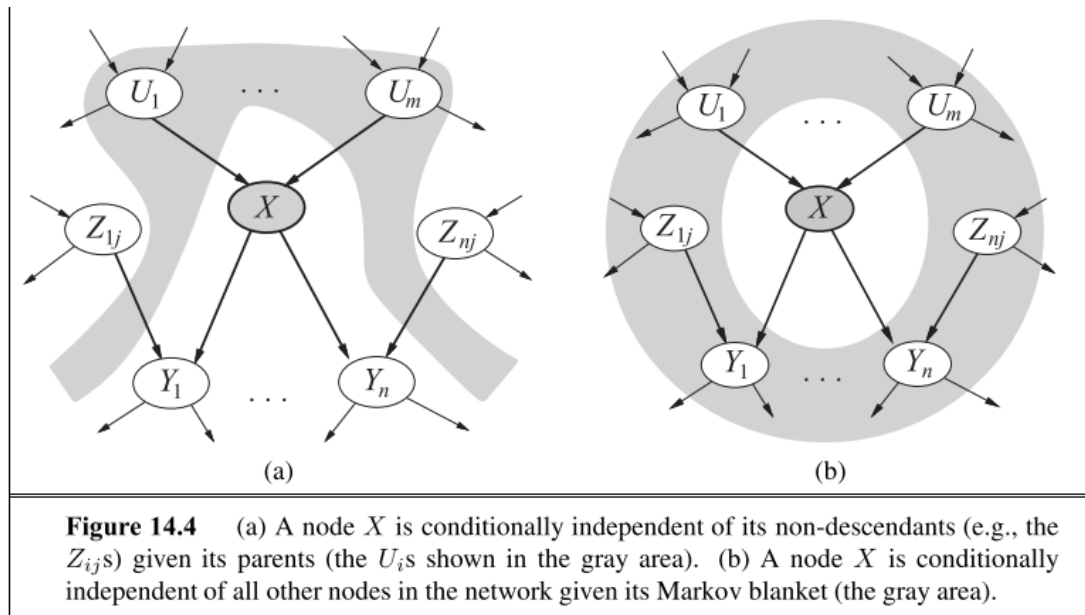 U1 . . . Um
X
Z1j Znj
Y1 . . . Yn
(a)
U1 . . . Um
X
Z1j Znj
Y1 . . . Yn
(b)
Figure 14.4 (a) A node X is conditionally independent of its non-descendants (e.g., the
Zijs) given its parents (the Uis shown in the gray area). (b) A node X is conditionally
independent of all other nodes in the network given its Markov blanket (the gray area).